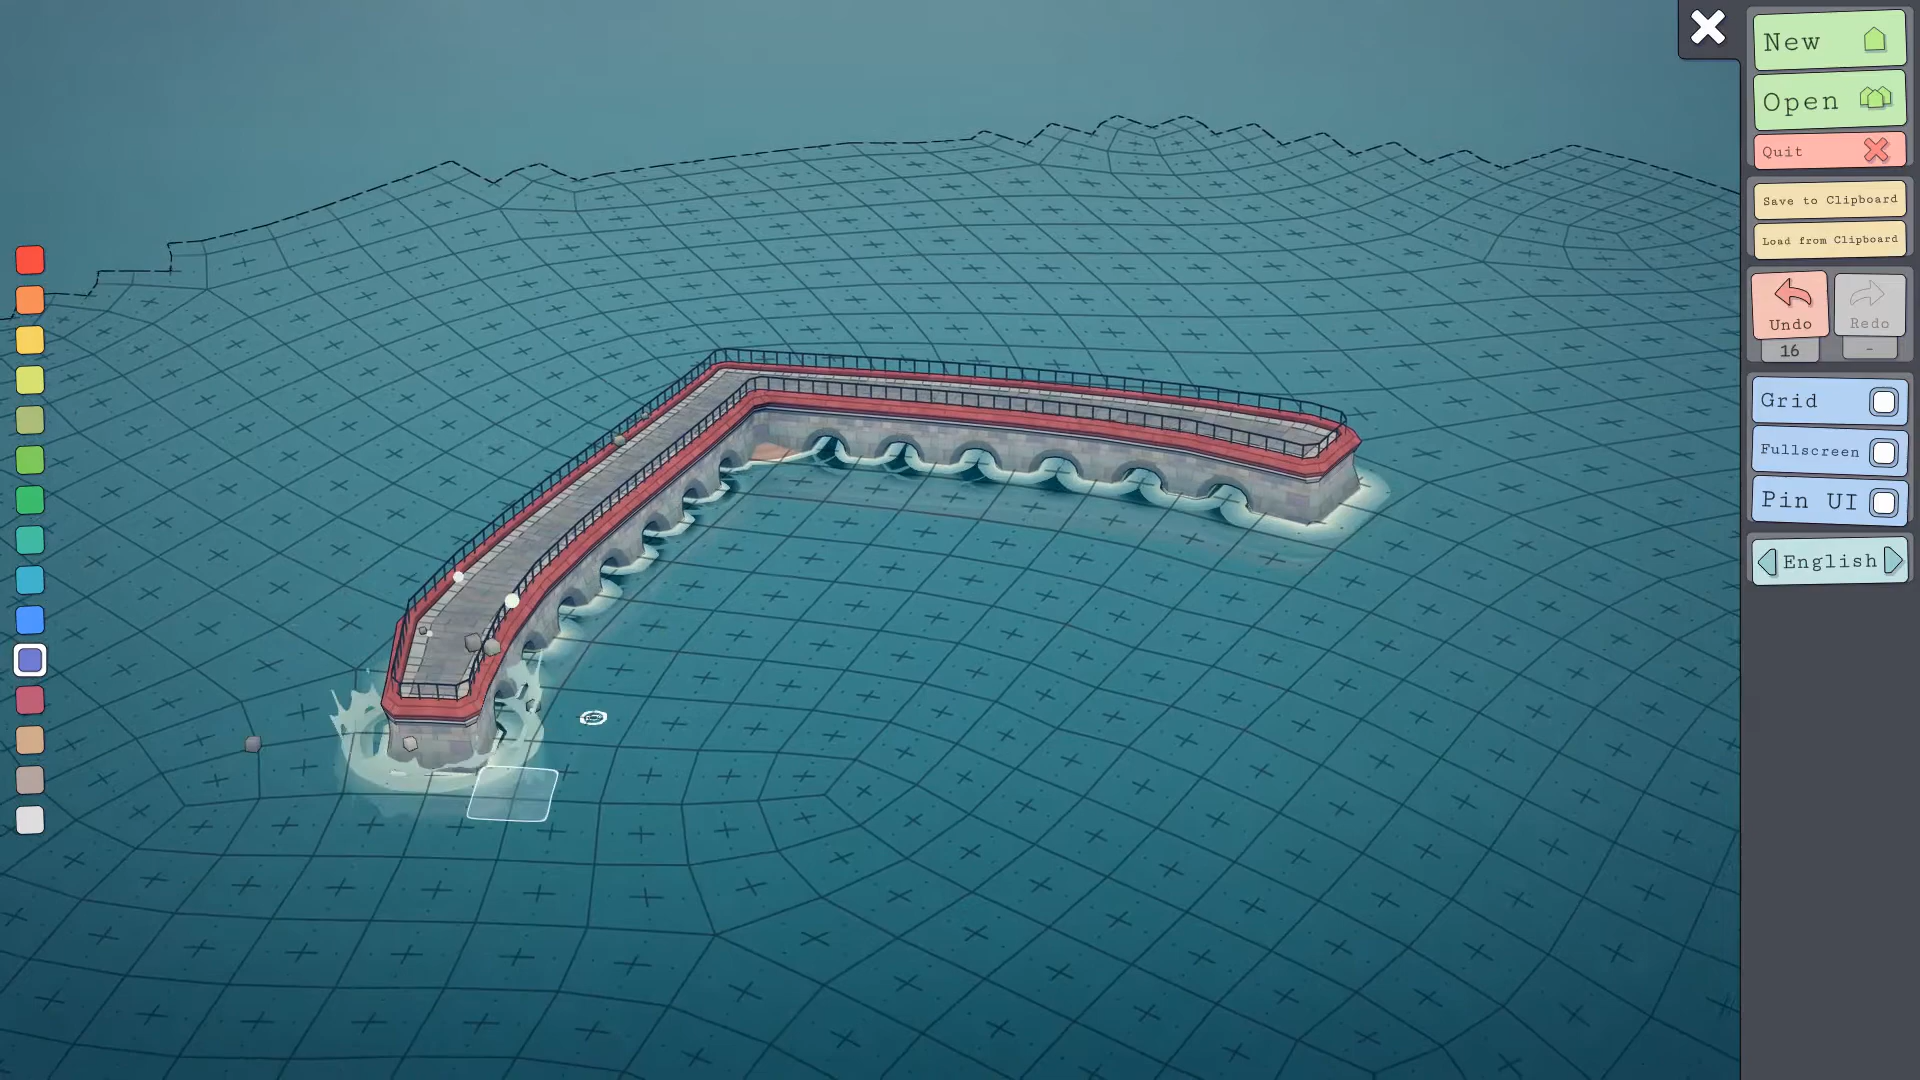 New
Open
Quit
Save to Clipboard
Load from Clipboard
Undo
Redo
16
-
Grid
Fullscreen
Pin UI
English